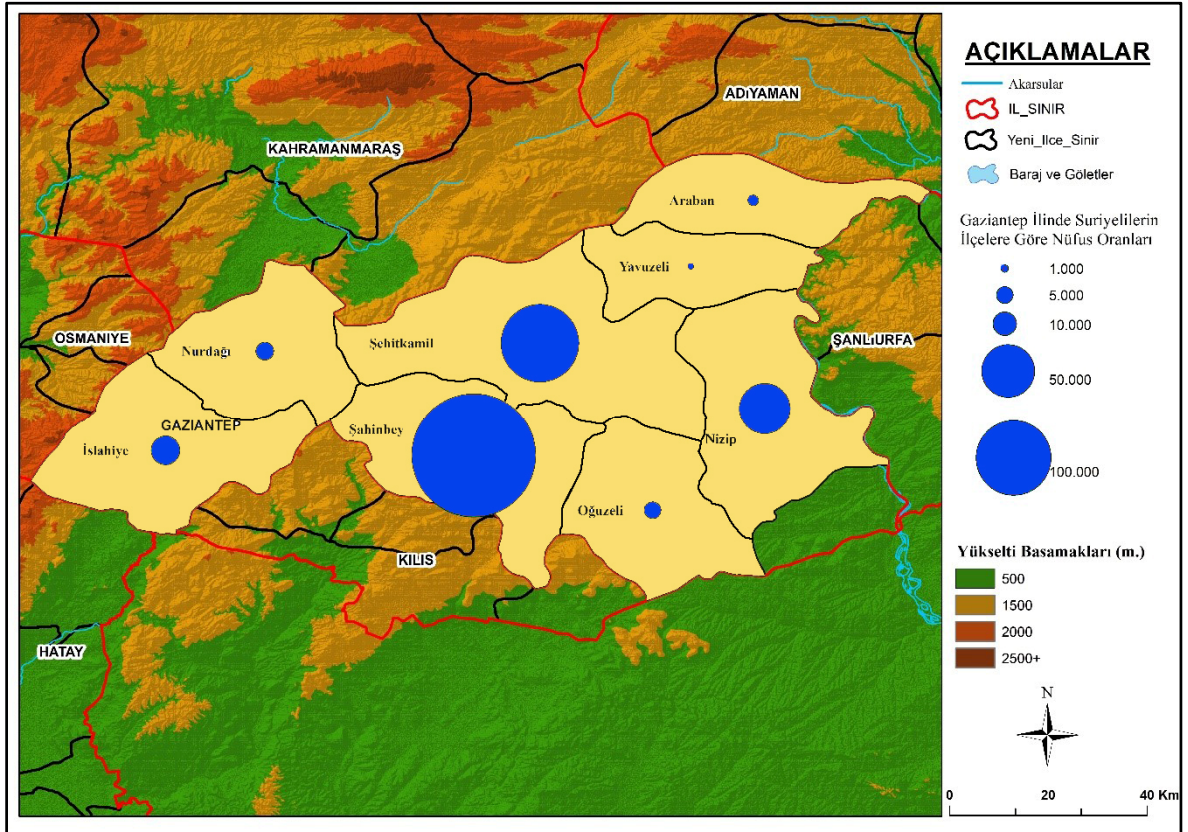 AÇIKLAMALAR
Akarsular
IL_SINIR
Yeni_Ilce_Sinir
Baraj ve Göletler
Gaziantep İlinde Suriyelilerin
İlçelere Göre Nüfus Oranları
1.000
5.000
10.000
50.000
100.000
Yükselti Basamakları (m.)
500
1500
2000
2500+
N
0 20 40 Km
ADıYAMAN
KAHRAMANMARAŞ
Araban
Yavuzeli
OSMANIYE
Nurdağı
Şehitkamil
ŞANLıURFA
GAZIANTEP
Şahinbey
İslahiye
Nizip
Oğuzeli
KILIS
HATAY